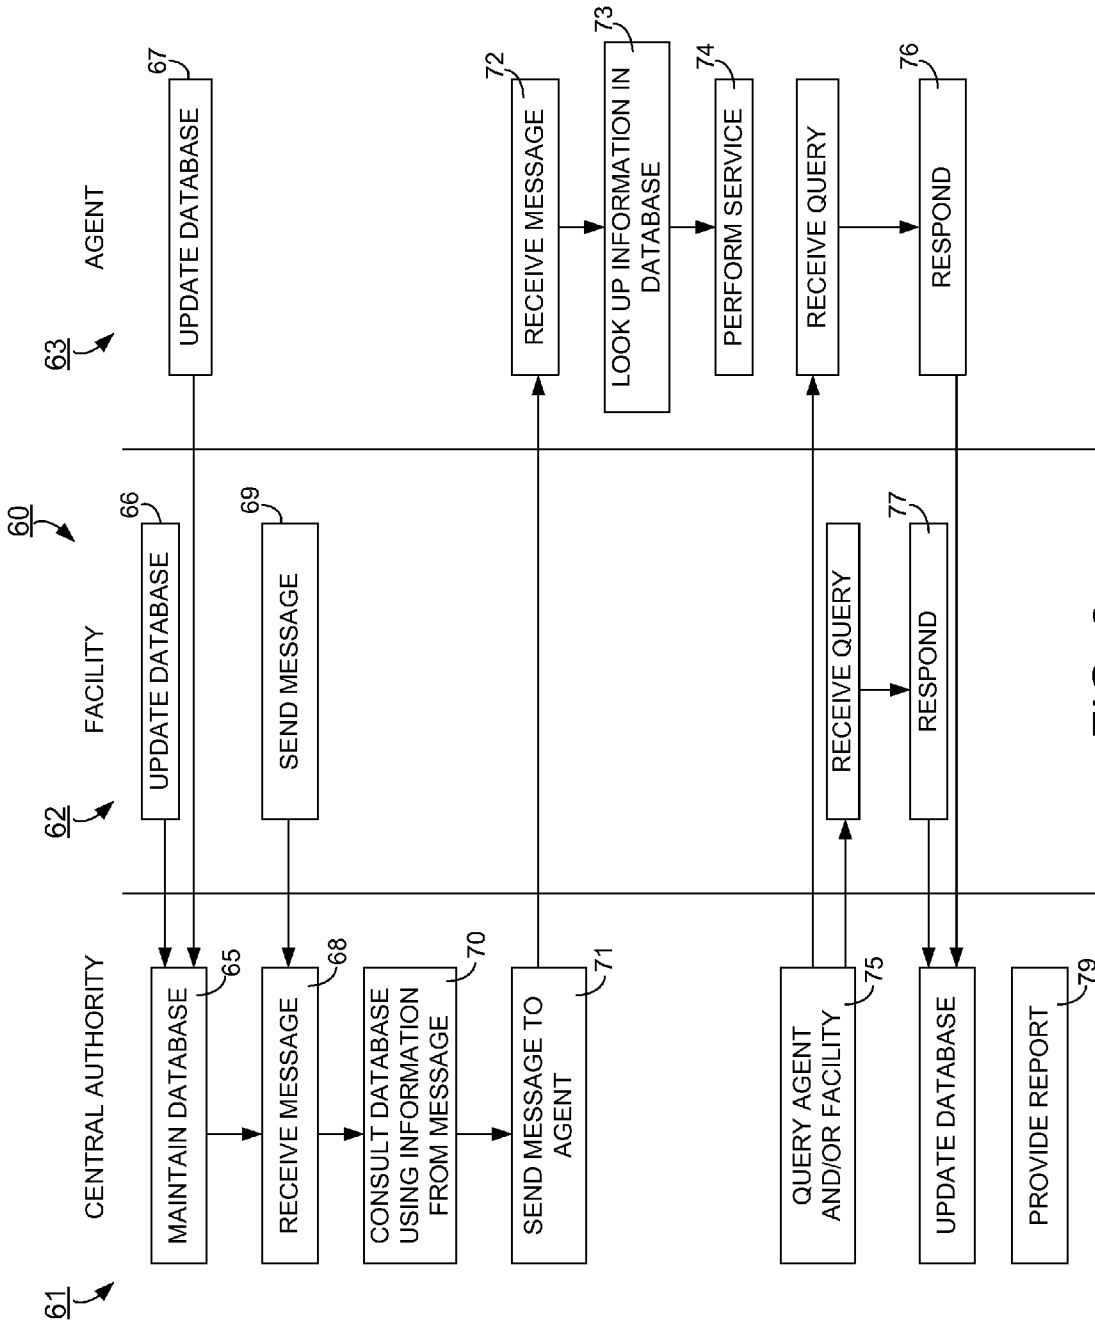 60
61
CENTRAL AUTHORITY
MAINTAIN DATABASE
65
RECEIVE MESSAGE
68
CONSULT DATABASE
USING INFORMATION
FROM MESSAGE
70
SEND MESSAGE TO
AGENT
71
QUERY AGENT
AND/OR FACILITY
75
UPDATE DATABASE
PROVIDE REPORT
79
62
FACILITY
UPDATE DATABASE
66
SEND MESSAGE
69
RECEIVE QUERY
RESPOND
77
63
AGENT
UPDATE DATABASE
67
RECEIVE MESSAGE
72
LOOK UP INFORMATION IN
DATABASE
73
PERFORM SERVICE
74
RECEIVE QUERY
RESPOND
76